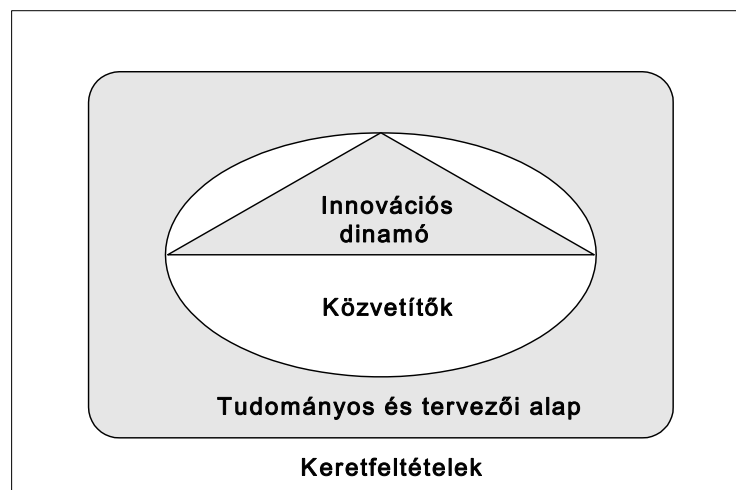 Innovációs
dinamó
Közvetítők
Tudományos és tervezői alap
Keretfeltételek